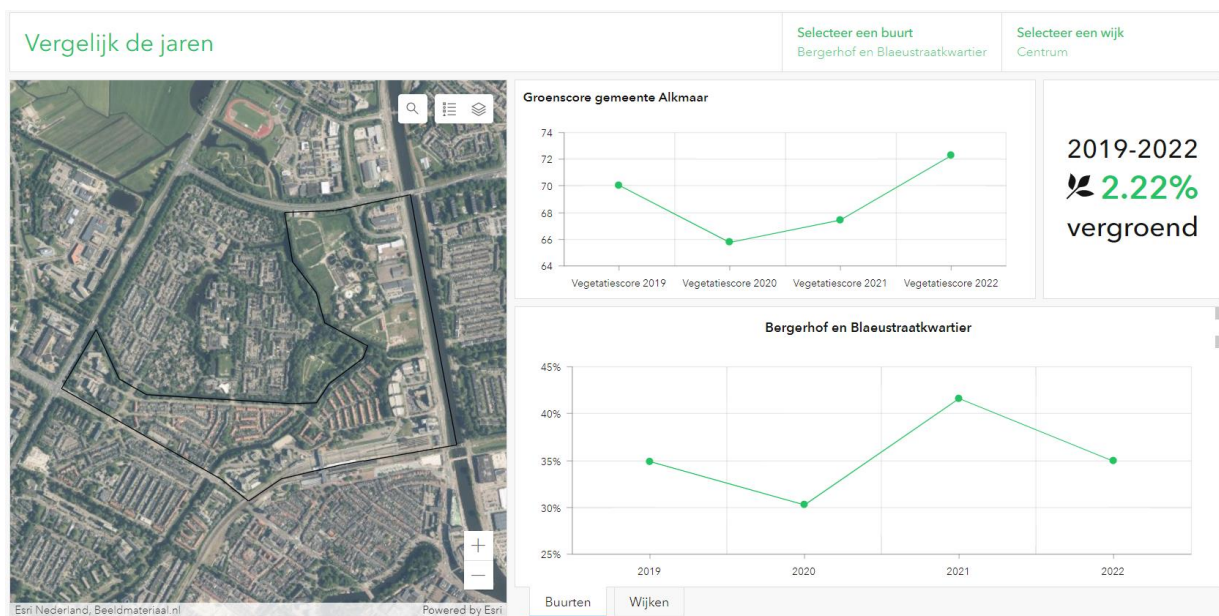 Vergelijk de jaren
Selecteer een buurt
Bergerhof en Blaeustraatkwartier
Selecteer een wijk
Centrum
Esri Nederland, Beeldmateriaal.nl
Powered by Esri
Groenscore gemeente Alkmaar
74
72
70
68
66
64
Vegetatiescore 2019
Vegetatiescore 2020
Vegetatiescore 2021
Vegetatiescore 2022
2019-2022
2.22%
vergroend
Bergerhof en Blaeustraatkwartier
45%
40%
35%
30%
25%
2019
2020
2021
2022
Buurten
Wijken